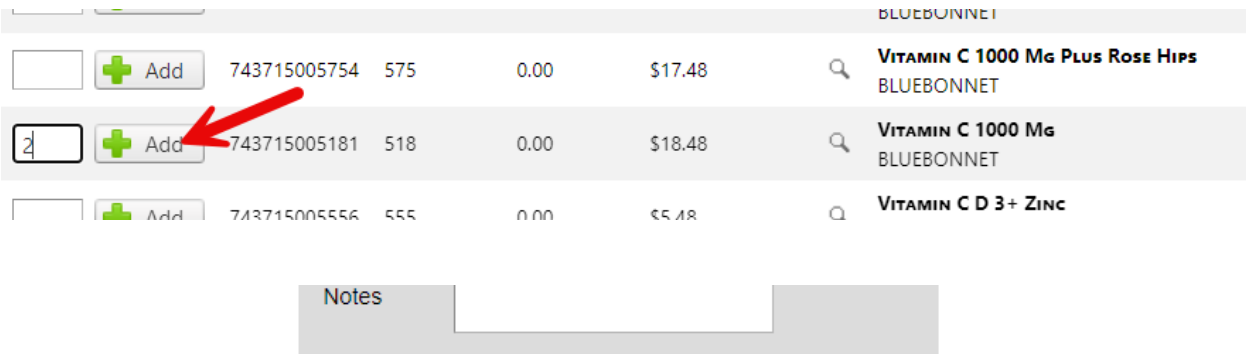 BLUEBONNET
Add 743715005754 575 0.00 $17.48 Vitamin C 1000 Mg Plus Rose Hips
BLUEBONNET
2 Add 743715005181 518 0.00 $18.48 Vitamin C 1000 Mg
BLUEBONNET
Add 743715005556 555 0.00 $5.48 Vitamin C D 3+ Zinc
Notes